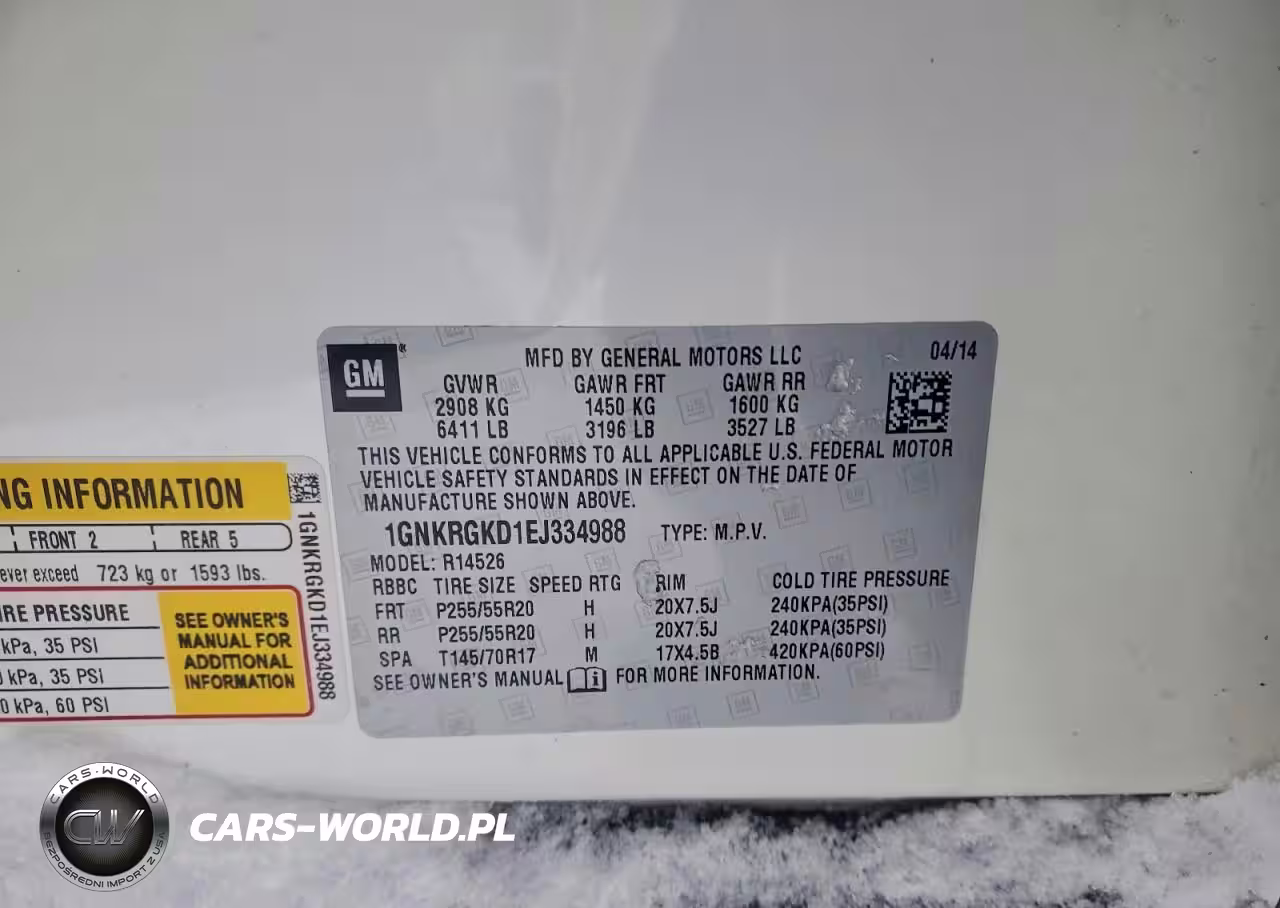 GM
MFD BY GENERAL MOTORS LLC 04/14
GVWR GAWR FRT GAWR RR
2908 KG 1450 KG 1600 KG
6411 LB 3196 LB 3527 LB
THIS VEHICLE CONFORMS TO ALL APPLICABLE U.S. FEDERAL MOTOR
VEHICLE SAFETY STANDARDS IN EFFECT ON THE DATE OF
MANUFACTURE SHOWN ABOVE.
1GNKRGKD1EJ334988 TYPE: M.P.V.
MODEL: R14526
RBBC TIRE SIZE SPEED RTG RIM COLD TIRE PRESSURE
FRT P255/55R20 H 20X7.5J 240KPA(35PSI)
RR P255/55R20 H 20X7.5J 240KPA(35PSI)
SPA T145/70R17 M 17X4.5B 420KPA(60PSI)
SEE OWNER'S MANUAL i FOR MORE INFORMATION.
NG INFORMATION
FRONT 2 REAR 5
ever exceed 723 kg or 1593 lbs.
IRE PRESSURE
kPa, 35 PSI
kPa, 35 PSI
0 kPa, 60 PSI
SEE OWNER'S
MANUAL FOR
ADDITIONAL
INFORMATION
1GNKRGKD1EJ334988
CARS-WORLD
CW
BEZPOŚREDNI IMPORT Z USA
CARS-WORLD.PL